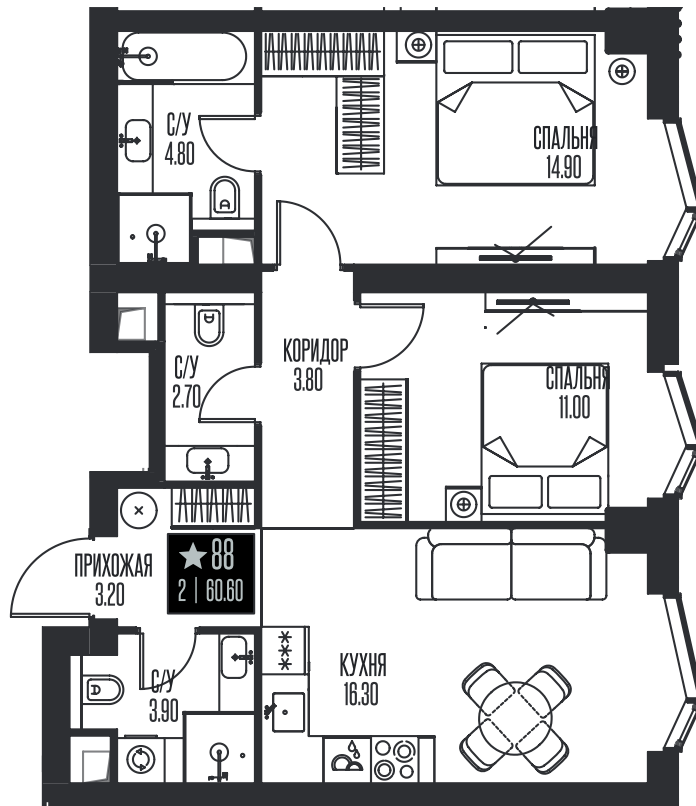 С/У
4.80
СПАЛЬНЯ
14.90
С/У
2.70
КОРИДОР
3.80
СПАЛЬНЯ
11.00
ПРИХОЖАЯ
3.20
88
2 | 60.60
С/У
3.90
КУХНЯ
16.30